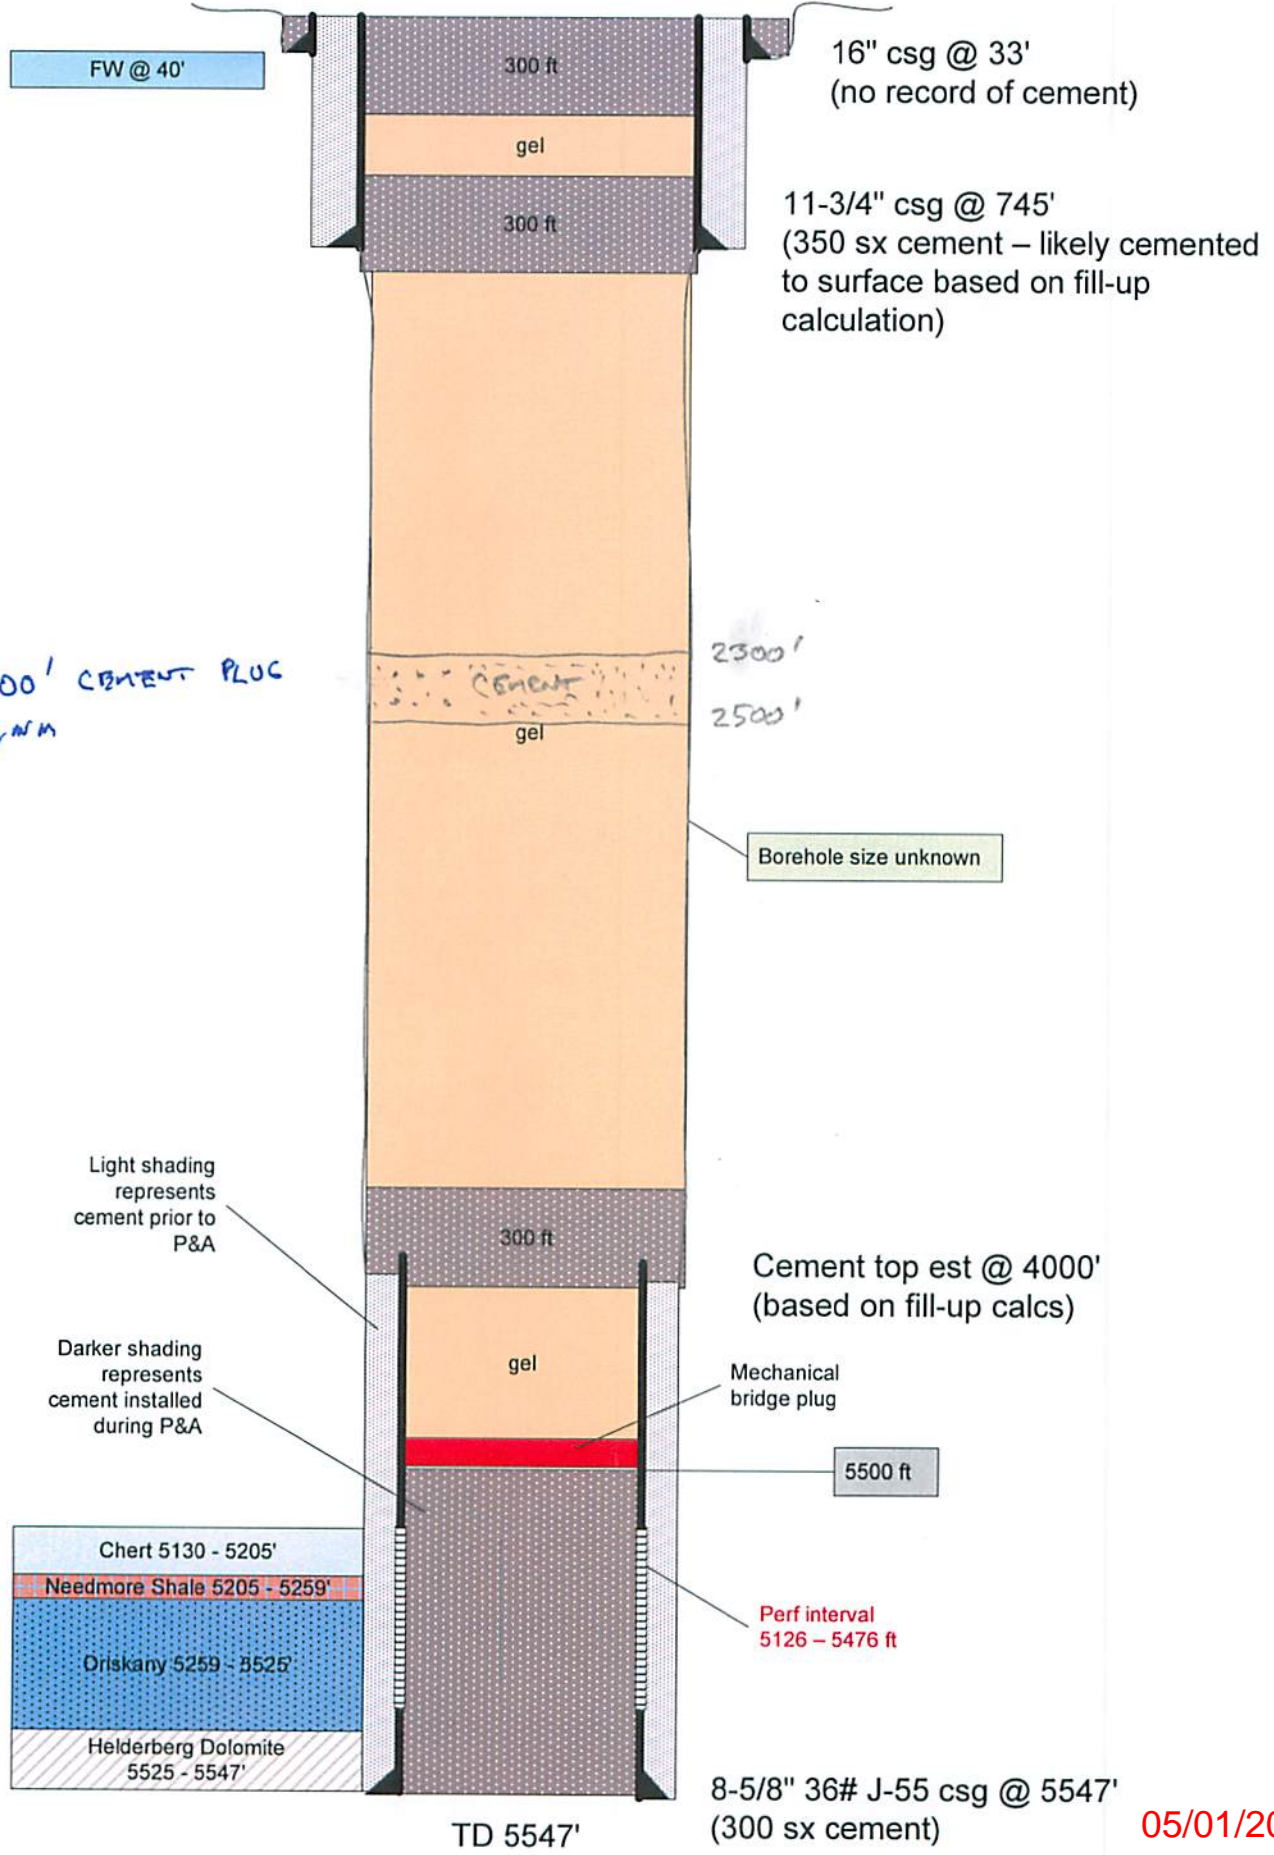 FW @ 40'
300 ft
16" csg @ 33'
(no record of cement)
gel
300 ft
11-3/4" csg @ 745'
(350 sx cement – likely cemented
to surface based on fill-up
calculation)
00' CEMENT PLUG
CEMENT
2300'
2500'
gel
Borehole size unknown
Light shading
represents
cement prior to
P&A
300 ft
Cement top est @ 4000'
(based on fill-up calcs)
Darker shading
represents
cement installed
during P&A
gel
Mechanical
bridge plug
5500 ft
Chert 5130 - 5205'
Needmore Shale 5205 - 5259'
Oriskany 5259 - 5525'
Helderberg Dolomite
5525 - 5547'
Perf interval
5126 – 5476 ft
8-5/8" 36# J-55 csg @ 5547'
(300 sx cement)
TD 5547'
05/01/20